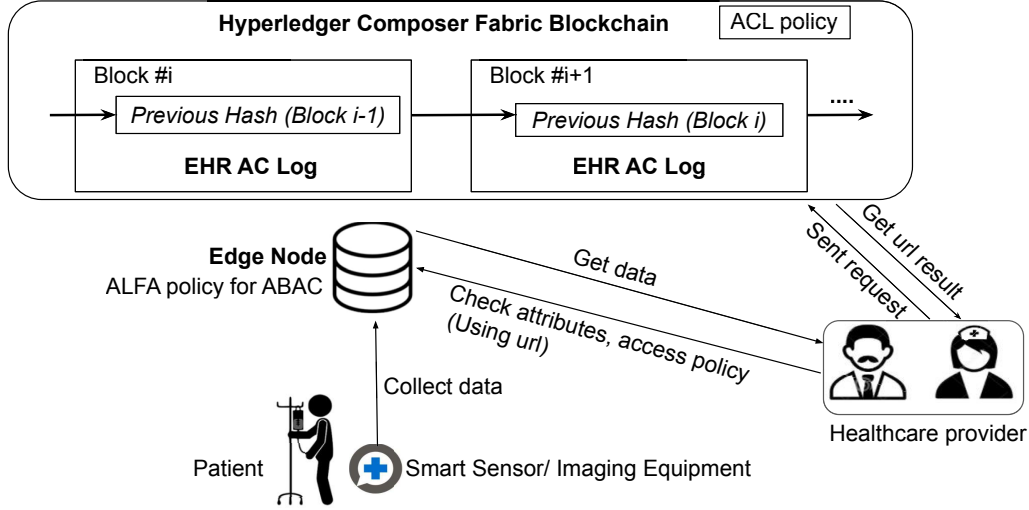 Hyperledger Composer Fabric Blockchain
ACL policy
Block #i
Previous Hash (Block i-1)
EHR AC Log
Block #i+1
Previous Hash (Block i)
EHR AC Log
....
Get url result
Sent request
Edge Node
ALFA policy for ABAC
Get data
Check attributes, access policy
(Using url)
Collect data
Healthcare provider
Patient
Smart Sensor/ Imaging Equipment